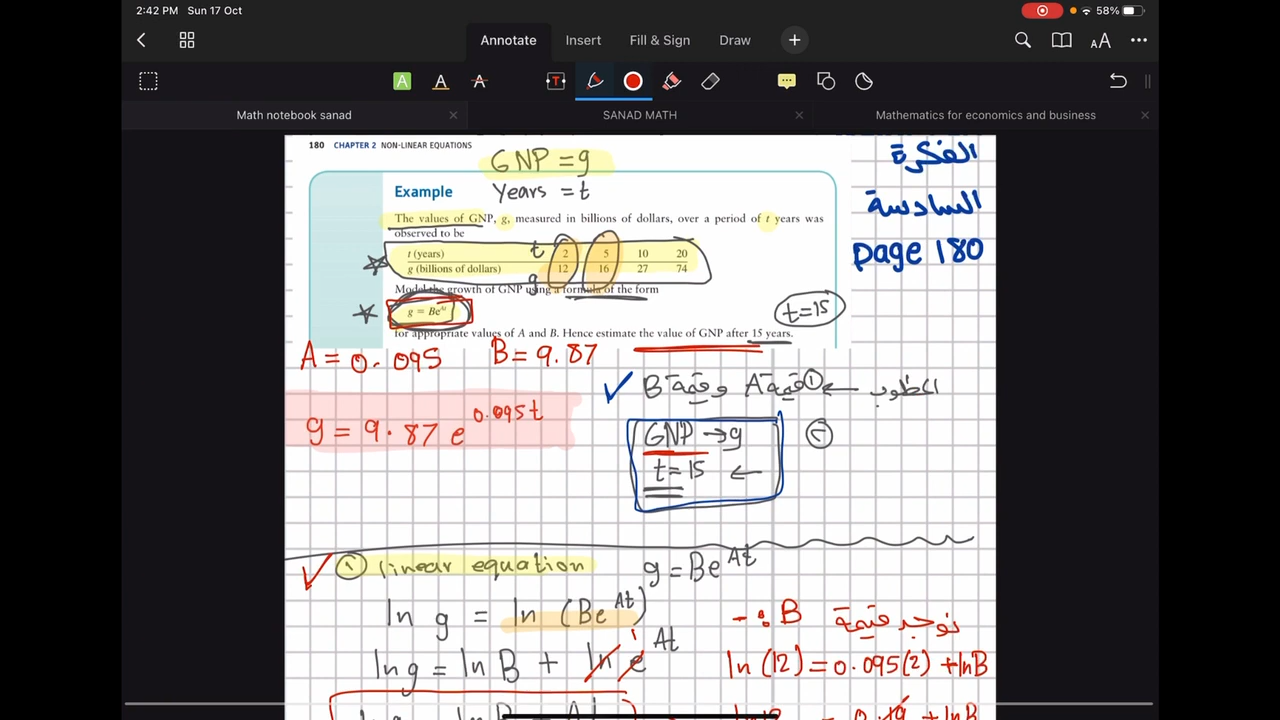 2:42 PM Sun 17 Oct
58%
Annotate Insert Fill & Sign Draw
Math notebook sanad
SANAD MATH
Mathematics for economics and business
180 CHAPTER 2 NON-LINEAR EQUATIONS
GNP = g
Years = t
Example
The values of GNP, g, measured in billions of dollars, over a period of t years was
observed to be
t
t (years) 2 5 10 20
g (billions of dollars) 12 16 27 74
g
Model the growth of GNP using a formula of the form
g = Be^At
t=15
for appropriate values of A and B. Hence estimate the value of GNP after 15 years.
الفكرة
السادسة
page 180
A = 0.095 B = 9.87
المطلوب ← ① قيمة A وقيمة B
g = 9.87 e^0.095t
GNP → g
t = 15 ←
① linear equation g = Be^At
ln g = ln (Be^At)
ln g = ln B + ln e^At
نوجد قيمة B :-
ln (12) = 0.095(2) + ln B